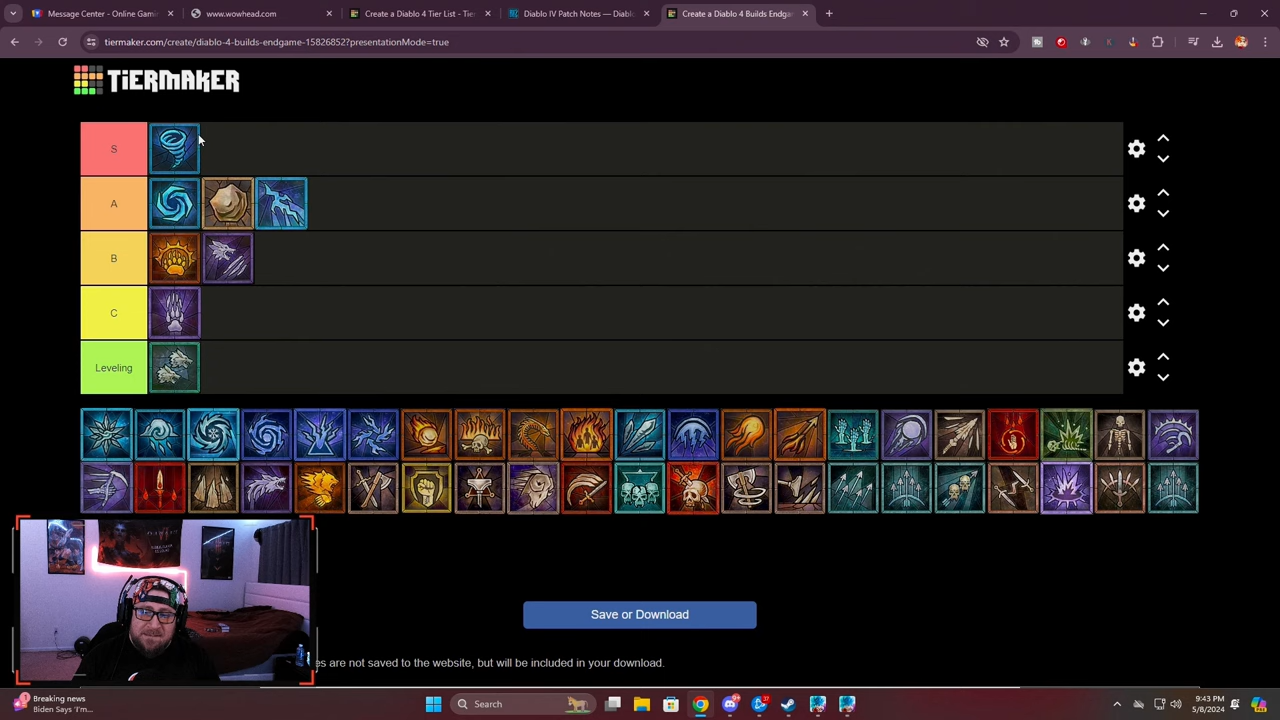 Message Center - Online Gami
www.wowhead.com
Create a Diablo 4 Tier List -
Diablo IV Patch Notes — Diablo
Create a Diablo 4 Builds Endga
tiermaker.com/create/diablo-4-builds-endgame-15826852?presentationMode=true
TiERMAKER
S
A
B
C
Leveling
Save or Download
es are not saved to the website, but will be included in your download.
Breaking news
Biden Says 'I'm...
Search
9:43 PM
5/8/2024